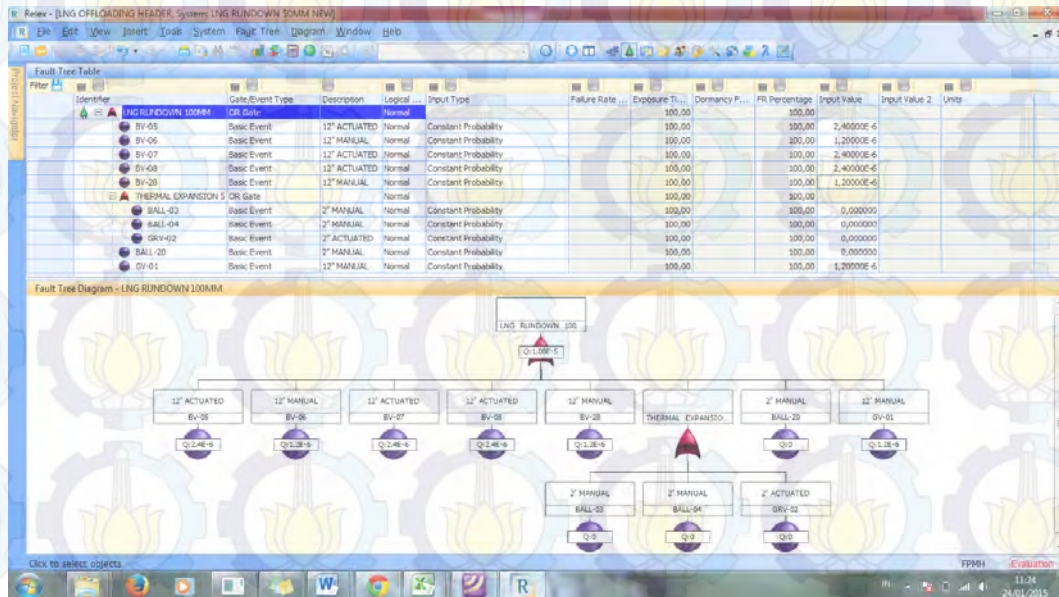 Relex - [LNG OFFLOADING HEADER, Systems LNG RUNDOWN 50MM NEW]
File Edit View Insert Tools System Fault Tree Diagram Window Help
Project Navigator
Fault Tree Table
Filter
Identifier Gate/Event Type Description Logical ... Input Type Failure Rate ... Exposure Ti... Dormancy F... FR Percentage Input Value Input Value 2 Units
LNG RUNDOWN 100MM OR Gate Normal 100,00 100,00
BV-05 Basic Event 12" ACTUATED Normal Constant Probability 100,00 100,00 2,40000E-6
BV-06 Basic Event 12" MANUAL Normal Constant Probability 100,00 100,00 1,20000E-6
BV-07 Basic Event 12" ACTUATED Normal Constant Probability 100,00 100,00 2,40000E-6
BV-08 Basic Event 12" ACTUATED Normal Constant Probability 100,00 100,00 2,40000E-6
BV-28 Basic Event 12" MANUAL Normal Constant Probability 100,00 100,00 1,20000E-6
THERMAL EXPANSION S OR Gate Normal 100,00 100,00
BALL-03 Basic Event 2" MANUAL Normal Constant Probability 100,00 100,00 0,000000
BALL-04 Basic Event 2" MANUAL Normal Constant Probability 100,00 100,00 0,000000
GRV-02 Basic Event 2" ACTUATED Normal Constant Probability 100,00 100,00 0,000000
BALL-20 Basic Event 2" MANUAL Normal Constant Probability 100,00 100,00 0,000000
GV-01 Basic Event 12" MANUAL Normal Constant Probability 100,00 100,00 1,20000E-6
Fault Tree Diagram - LNG RUNDOWN 100MM
LNG RUNDOWN 100
Q:1,08E-5
12" ACTUATED 12" MANUAL 12" ACTUATED 12" ACTUATED 12" MANUAL 2" MANUAL 12" MANUAL
BV-05 BV-06 BV-07 BV-08 BV-28 THERMAL EXPANSIO... BALL-20 GV-01
Q:2,4E-6 Q:1,2E-6 Q:2,4E-6 Q:2,4E-6 Q:1,2E-6 Q:0 Q:1,2E-6
2" MANUAL 2" MANUAL 2" ACTUATED
BALL-03 BALL-04 GRV-02
Q:0 Q:0 Q:0
Click to select objects. FPMH Evaluation
IN 11:34
24/01/2015